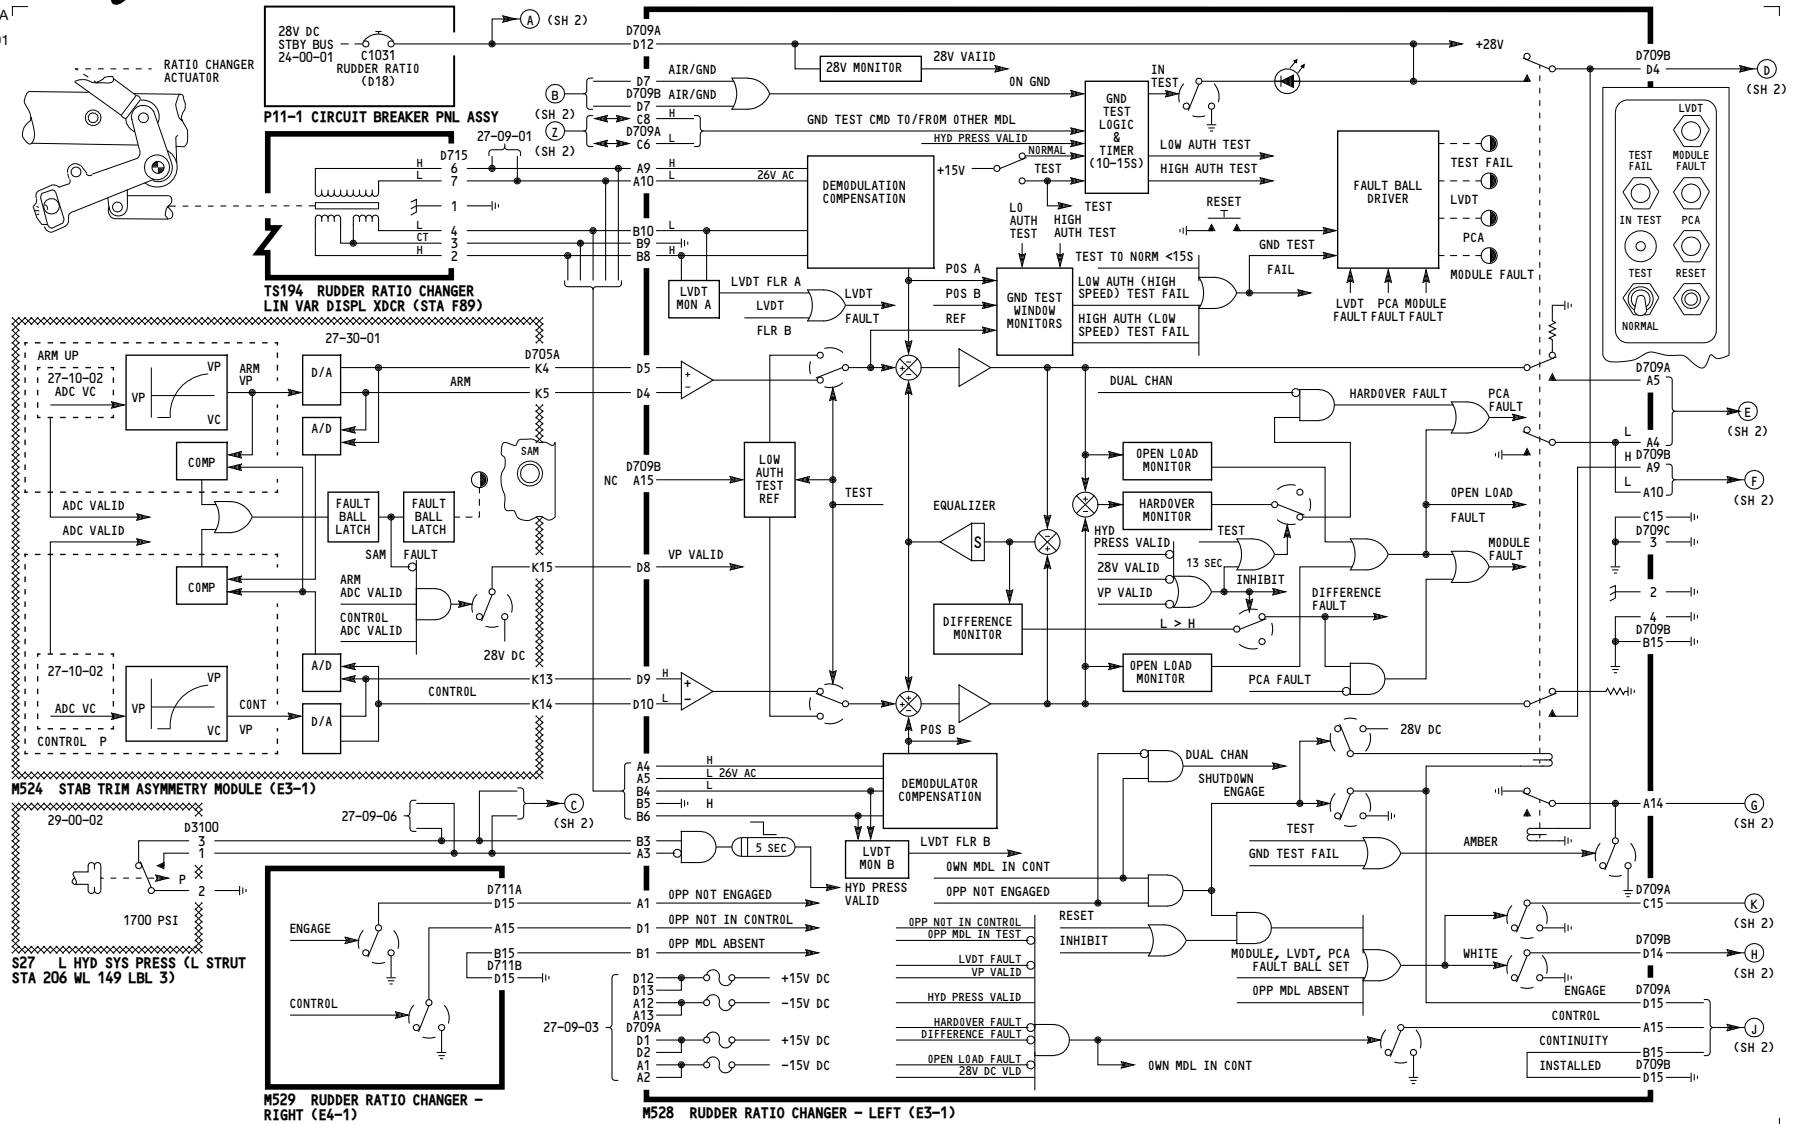 A
01
RATIO CHANGER
ACTUATOR
28V DC
STBY BUS
24-00-01
C1031
RUDDER RATIO
(D18)
P11-1 CIRCUIT BREAKER PNL ASSY
A (SH 2)
D709A
D12
28V MONITOR
28V VAIID
+28V
D709B
D4
D
(SH 2)
B
(SH 2)
D7
AIR/GND
D709B
AIR/GND
D7
ON GND
Z
(SH 2)
C8 H
D709A
C6 L
GND TEST CMD TO/FROM OTHER MDL
HYD PRESS VALID
NORMAL
+15V
TEST
TEST
GND
TEST
LOGIC
&
TIMER
(10-15S)
IN
TEST
LOW AUTH TEST
HIGH AUTH TEST
27-09-01
D715
H 6
L 7
1
L 4
CT 3
H 2
A9 H
A10 L
26V AC
B10 L
B9
B8 H
TS194 RUDDER RATIO CHANGER
LIN VAR DISPL XDCR (STA F89)
DEMODULATION
COMPENSATION
LVDT
MON A
LVDT FLR A
LVDT
FLR B
LVDT
FAULT
LO
AUTH
TEST
HIGH
AUTH TEST
POS A
POS B
REF
GND TEST
WINDOW
MONITORS
TEST TO NORM <15S
LOW AUTH (HIGH
SPEED) TEST FAIL
HIGH AUTH (LOW
SPEED) TEST FAIL
RESET
GND TEST
FAIL
FAULT BALL
DRIVER
TEST FAIL
LVDT
PCA
MODULE FAULT
LVDT
FAULT
PCA
FAULT
MODULE
FAULT
LVDT
TEST
FAIL
MODULE
FAULT
IN TEST
PCA
TEST
RESET
NORMAL
27-30-01
ARM UP
27-10-02
ADC VC
VP
VP
VC
ARM
VP
D/A
A/D
COMP
ARM
D705A
K4
K5
D5
D4
SAM
ADC VALID
ADC VALID
FAULT
BALL
LATCH
FAULT
BALL
LATCH
SAM FAULT
COMP
ARM
ADC VALID
CONTROL
ADC VALID
28V DC
K15
D8
VP VALID
27-10-02
ADC VC
VP
VP
VC
CONT
VP
CONTROL P
A/D
D/A
CONTROL
K13
K14
D9 H
D10 L
M524 STAB TRIM ASYMMETRY MODULE (E3-1)
D709B
NC A15
LOW
AUTH
TEST
REF
TEST
EQUALIZER
S
DIFFERENCE
MONITOR
DUAL CHAN
OPEN LOAD
MONITOR
HARDOVER
MONITOR
HYD
PRESS VALID
28V VALID
VP VALID
TEST
13 SEC
INHIBIT
L > H
OPEN LOAD
MONITOR
PCA FAULT
HARDOVER FAULT
PCA
FAULT
OPEN LOAD
FAULT
MODULE
FAULT
DIFFERENCE
FAULT
D709A
A5
E
(SH 2)
L A4
H D709B
A9
L A10
F
(SH 2)
C15
D709C
3
2
4
D709B
B15
POS B
DEMODULATOR
COMPENSATION
A4 H
A5 L 26V AC
B4 L
B5
B6 H
LVDT
MON B
LVDT FLR B
DUAL CHAN
SHUTDOWN
ENGAGE
28V DC
TEST
GND TEST FAIL
AMBER
A14
G
(SH 2)
29-00-02
D3100
3
1
2
P
1700 PSI
S27 L HYD SYS PRESS (L STRUT
STA 206 WL 149 LBL 3)
27-09-06
C
(SH 2)
B3
A3
5 SEC
HYD PRESS
VALID
OWN MDL IN CONT
OPP NOT ENGAGED
ENGAGE
CONTROL
D711A
D15
A15
B15
D711B
D15
M529 RUDDER RATIO CHANGER -
RIGHT (E4-1)
A1
OPP NOT ENGAGED
D1
OPP NOT IN CONTROL
B1
OPP MDL ABSENT
27-09-03
D12
D13
+15V DC
A12
A13
-15V DC
D709A
D1
D2
+15V DC
A1
A2
-15V DC
OPP NOT IN CONTROL
OPP MDL IN TEST
LVDT FAULT
VP VALID
HYD PRESS VALID
HARDOVER FAULT
DIFFERENCE FAULT
OPEN LOAD FAULT
28V DC VLD
OWN MDL IN CONT
RESET
INHIBIT
MODULE, LVDT, PCA
FAULT BALL SET
OPP MDL ABSENT
WHITE
D709A
C15
K
(SH 2)
D709B
D14
H
(SH 2)
ENGAGE
D709A
D15
CONTROL
A15
J
(SH 2)
CONTINUITY
B15
D709B
INSTALLED
D15
M528 RUDDER RATIO CHANGER - LEFT (E3-1)